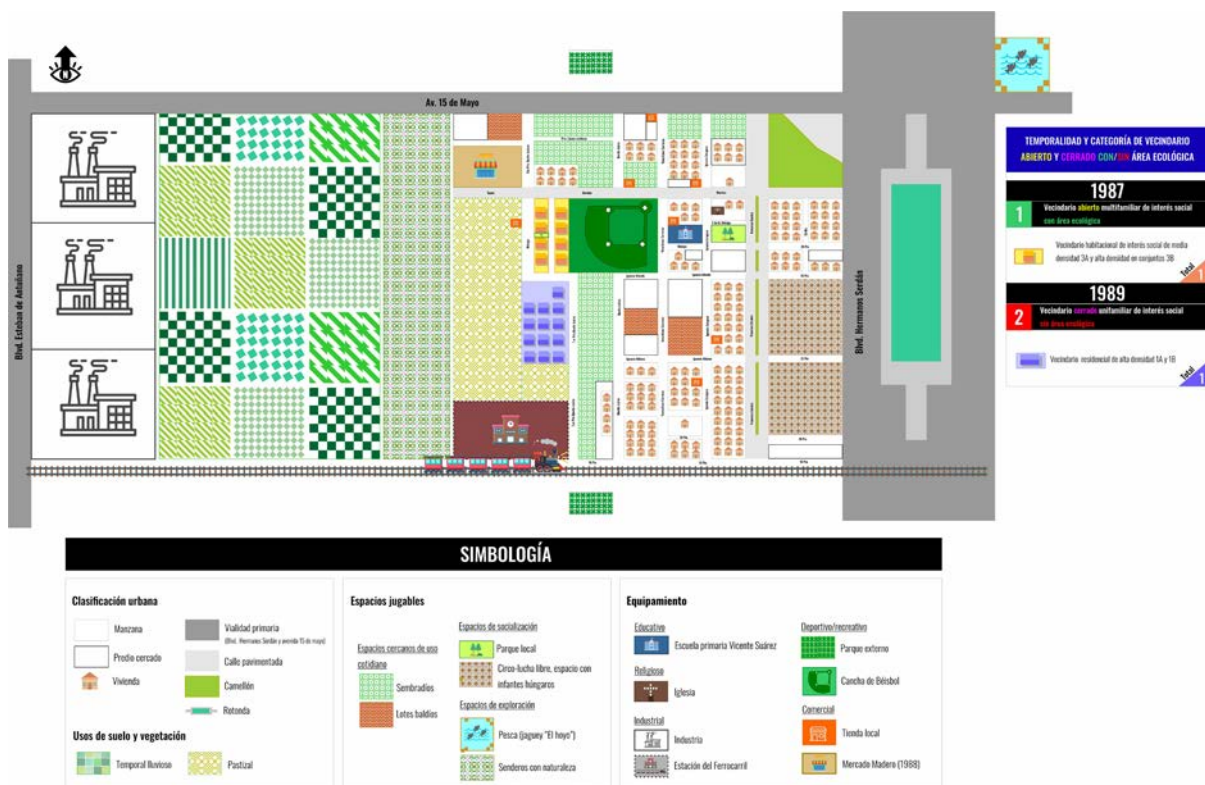 N
Av. 15 de Mayo
Blvd. Esteban de Antuñano
Blvd. Hermanos Serdán
TEMPORALIDAD Y CATEGORÍA DE VECINDARIO
ABIERTO Y CERRADO CON/SIN ÁREA ECOLÓGICA
1987
1
Vecindario abierto multifamiliar de interés social
con área ecológica
Vecindario habitacional de interés social de media
densidad 3A y alta densidad en conjuntos 3B
Total
1
1989
2
Vecindario cerrado unifamiliar de interés social
sin área ecológica
Vecindario residencial de alta densidad 1A y 1B
Total
1
SIMBOLOGÍA
Clasificación urbana
Manzana
Predio cercado
Vivienda
Vialidad primaria
(Blvd. Hermanos Serdán y avenida 15 de mayo)
Calle pavimentada
Camellón
Rotonda
Usos de suelo y vegetación
Temporal lluvioso
Pastizal
Espacios jugables
Espacios cercanos de uso
cotidiano
Sembradíos
Lotes baldíos
Espacios de socialización
Parque local
Circo-lucha libre, espacio con
infantes húngaros
Espacios de exploración
Pesca (jaguey "El hoyo")
Senderos con naturaleza
Equipamiento
Educativo
Escuela primaria Vicente Suárez
Religioso
Iglesia
Industrial
Industria
Estación del Ferrocarril
Deportivo/recreativo
Parque externo
Cancha de Béisbol
Comercial
Tienda local
Mercado Madero (1988)